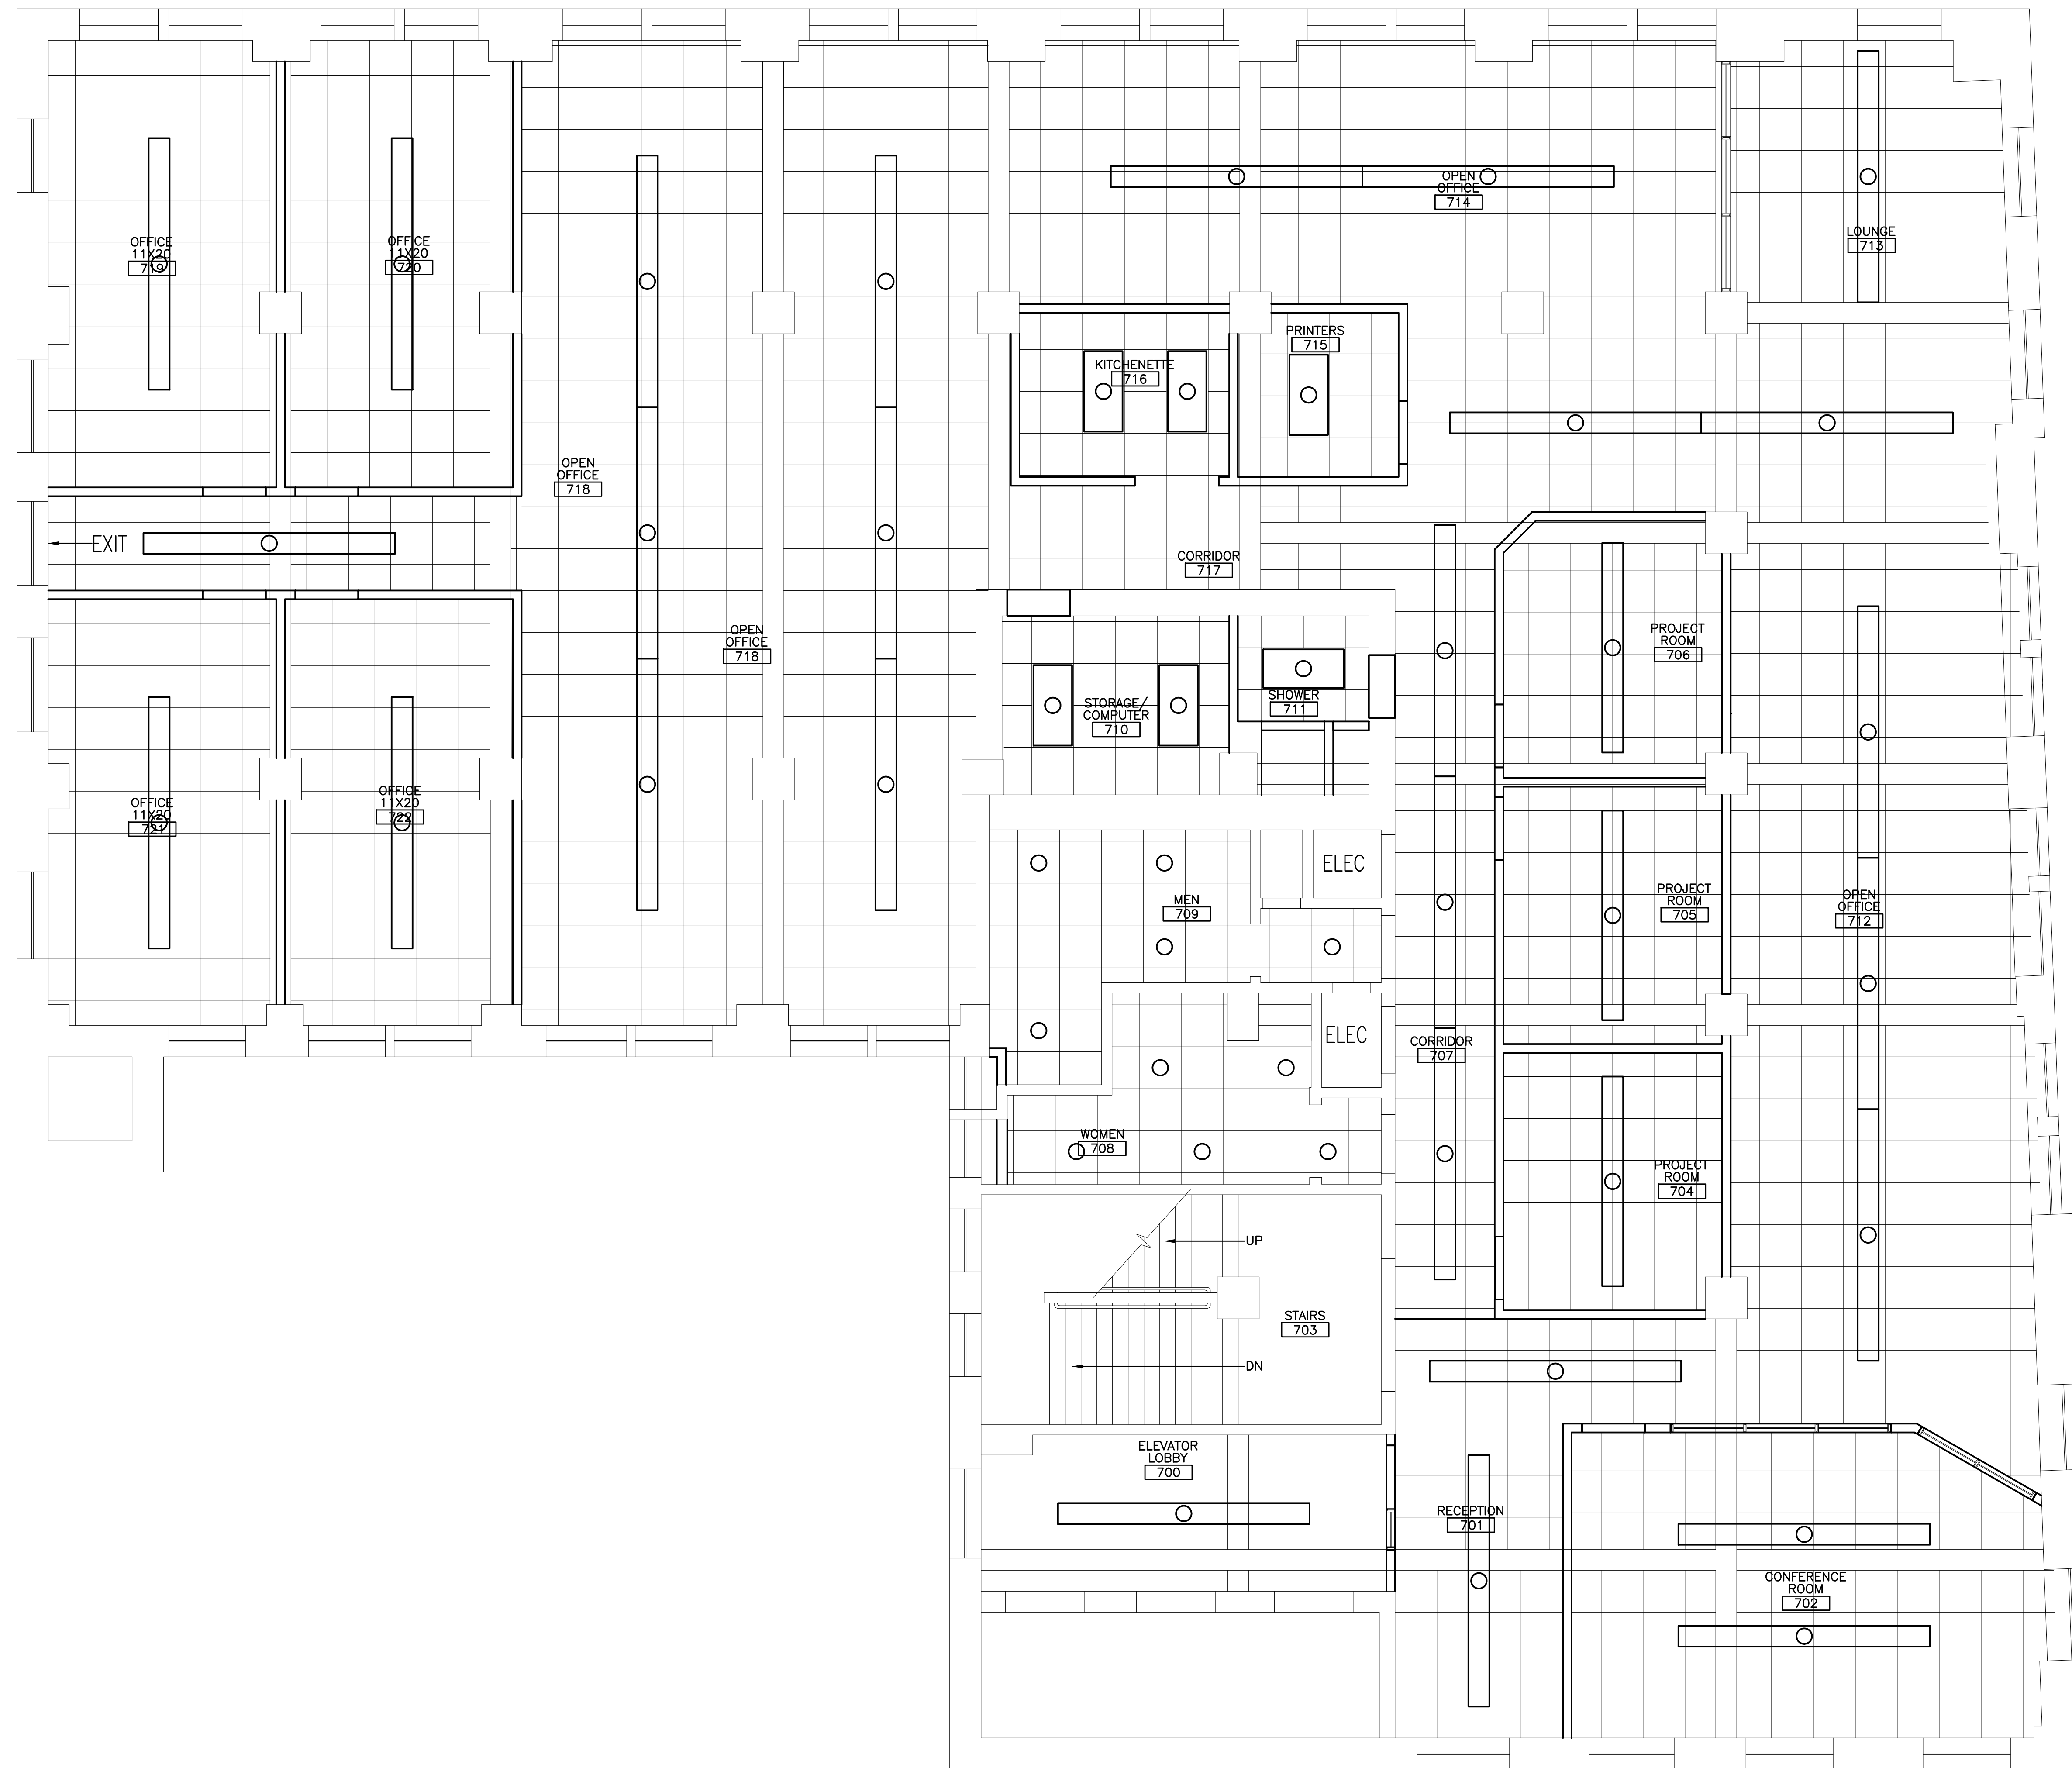 OPEN
OFFICE
714
OFFICE
11X20
719
OFFICE
11X20
720
LOUNGE
713
PRINTERS
715
KITCHENETTE
716
OPEN
OFFICE
718
EXIT
CORRIDOR
717
OPEN
OFFICE
718
PROJECT
ROOM
706
STORAGE/
COMPUTER
710
SHOWER
711
OFFICE
11X20
721
OFFICE
11X20
722
ELEC
MEN
709
PROJECT
ROOM
705
OPEN
OFFICE
712
ELEC
CORRIDOR
707
WOMEN
708
PROJECT
ROOM
704
UP
STAIRS
703
DN
ELEVATOR
LOBBY
700
RECEPTION
701
CONFERENCE
ROOM
702